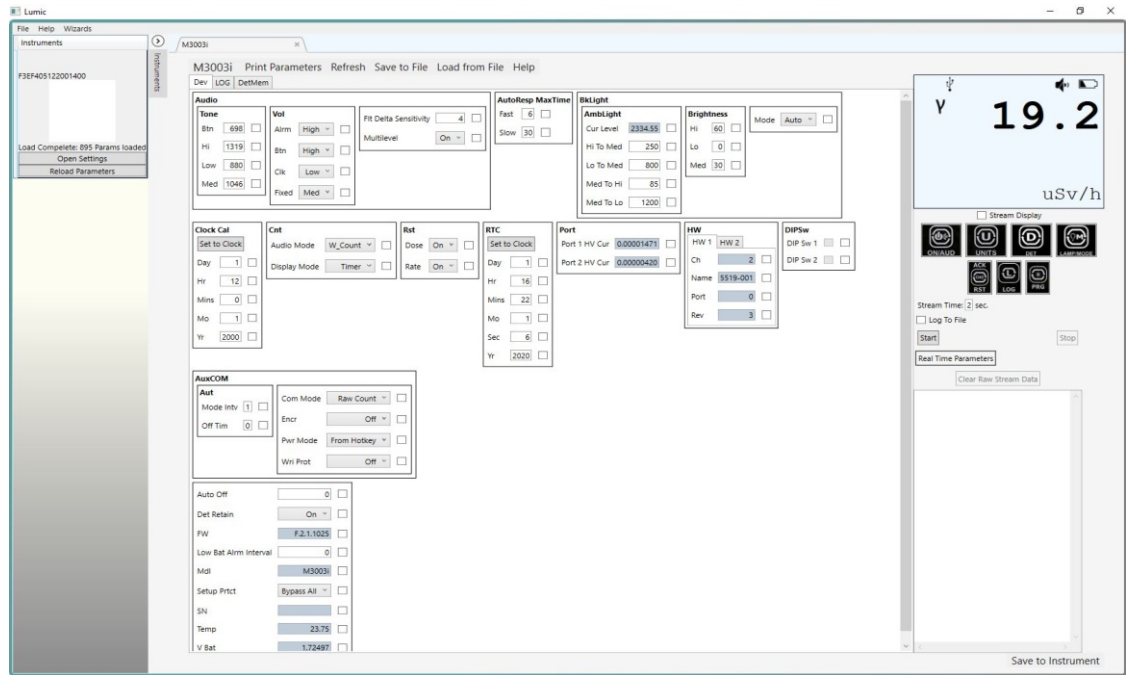 Lumic
File Help Wizards
Instruments
F3EF405122001400
Load Compelete: 895 Params loaded
Open Settings
Reload Parameters
Instruments
M3003i ×
M3003i Print Parameters Refresh Save to File Load from File Help
Dev LOG DetMem
Audio
Tone
Btn 698
Hi 1319
Low 880
Med 1046
Vol
Alrm High
Btn High
Clk Low
Fixed Med
Flt Delta Sensitivity 4
Multilevel On
AutoResp MaxTime
Fast 6
Slow 30
BkLight
AmbLight
Cur Level 2334.55
Hi To Med 250
Lo To Med 800
Med To Hi 85
Med To Lo 1200
Brightness
Hi 60
Lo 0
Med 30
Mode Auto
Clock Cal
Set to Clock
Day 1
Hr 12
Mins 0
Mo 1
Yr 2000
Cnt
Audio Mode W_Count
Display Mode Timer
Rst
Dose On
Rate On
RTC
Set to Clock
Day 1
Hr 16
Mins 22
Mo 1
Sec 6
Yr 2020
Port
Port 1 HV Cur 0.00001471
Port 2 HV Cur 0.00000420
HW
HW 1 HW 2
Ch 2
Name 5519-001
Port 0
Rev 3
DIPSw
DIP Sw 1
DIP Sw 2
AuxCOM
Aut
Mode Intv 1
Off Tim 0
Com Mode Raw Count
Encr Off
Pwr Mode From Hotkey
Wri Prot Off
Auto Off 0
Det Retain On
FW F.2.1.1025
Low Bat Alrm Interval 0
Mdl M3003i
Setup Prtct Bypass All
SN
Temp 23.75
V Bat 1.72497
γ 19.2
uSv/h
Stream Display
ON/AUD
U
UNITS
D
DET
L/M
LAMP/MODE
ACK
RST
L
LOG
PRG
Stream Time: 2 sec.
Log To File
Start Stop
Real Time Parameters
Clear Raw Stream Data
Save to Instrument